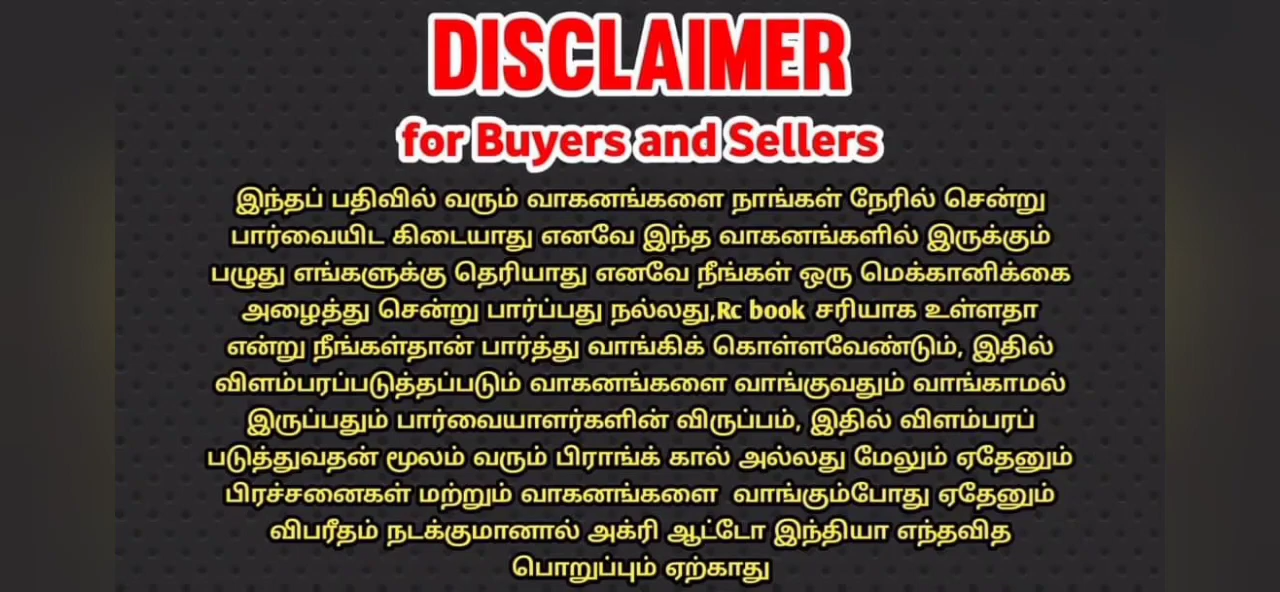 DISCLAIMER
for Buyers and Sellers
இந்தப் பதிவில் வரும் வாகனங்களை நாங்கள் நேரில் சென்று
பார்வையிட கிடையாது எனவே இந்த வாகனங்களில் இருக்கும்
பழுது எங்களுக்கு தெரியாது எனவே நீங்கள் ஒரு மெக்கானிக்கை
அழைத்து சென்று பார்ப்பது நல்லது,Rc book சரியாக உள்ளதா
என்று நீங்கள்தான் பார்த்து வாங்கிக் கொள்ளவேண்டும், இதில்
விளம்பரப்படுத்தப்படும் வாகனங்களை வாங்குவதும் வாங்காமல்
இருப்பதும் பார்வையாளர்களின் விருப்பம், இதில் விளம்பரப்
படுத்துவதன் மூலம் வரும் பிராங்க் கால் அல்லது மேலும் ஏதேனும்
பிரச்சனைகள் மற்றும் வாகனங்களை வாங்கும்போது ஏதேனும்
விபரீதம் நடக்குமானால் அக்ரி ஆட்டோ இந்தியா எந்தவித
பொறுப்பும் ஏற்காது